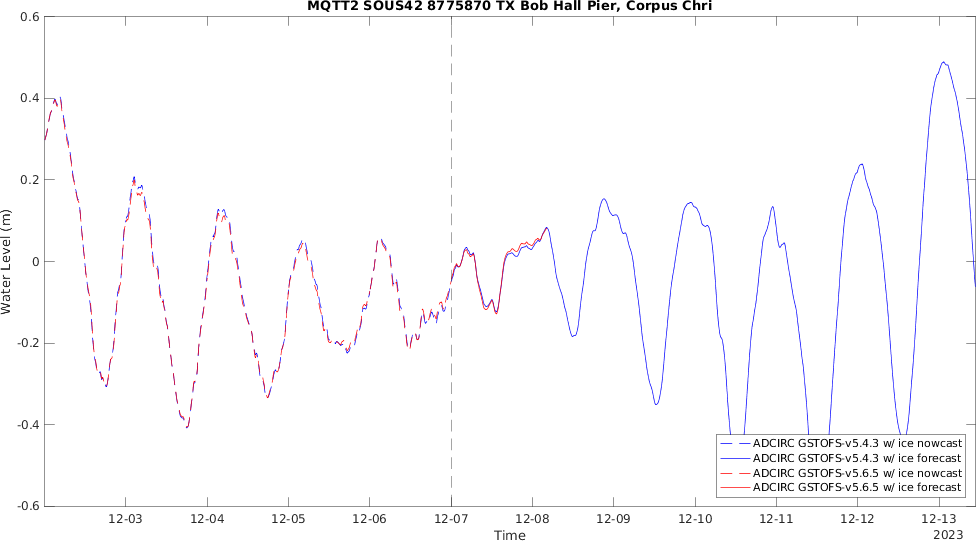 MQTT2 SOUS42 8775870 TX Bob Hall Pier, Corpus Chri
0.6
0.4
0.2
0
-0.2
-0.4
-0.6
Water Level (m)
12-03
12-04
12-05
12-06
12-07
12-08
12-09
12-10
12-11
12-12
12-13
Time
2023
ADCIRC GSTOFS-v5.4.3 w/ ice nowcast
ADCIRC GSTOFS-v5.4.3 w/ ice forecast
ADCIRC GSTOFS-v5.6.5 w/ ice nowcast
ADCIRC GSTOFS-v5.6.5 w/ ice forecast